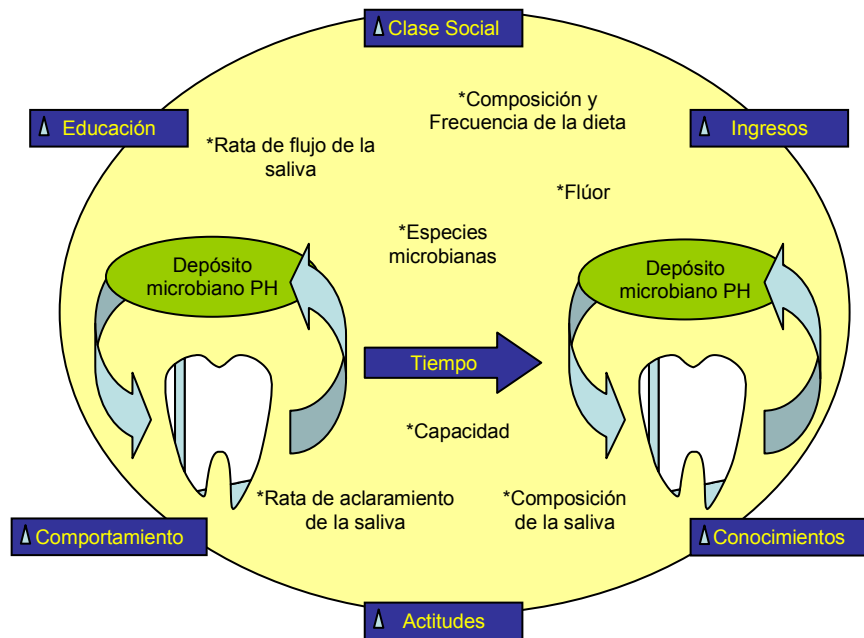 Clase Social
*Composición y
Frecuencia de la dieta
Educación
Ingresos
*Rata de flujo de la
saliva
*Flúor
*Especies
microbianas
Depósito
microbiano PH
Depósito
microbiano PH
Tiempo
*Capacidad
*Rata de aclaramiento
de la saliva
*Composición
de la saliva
Comportamiento
Conocimientos
Actitudes